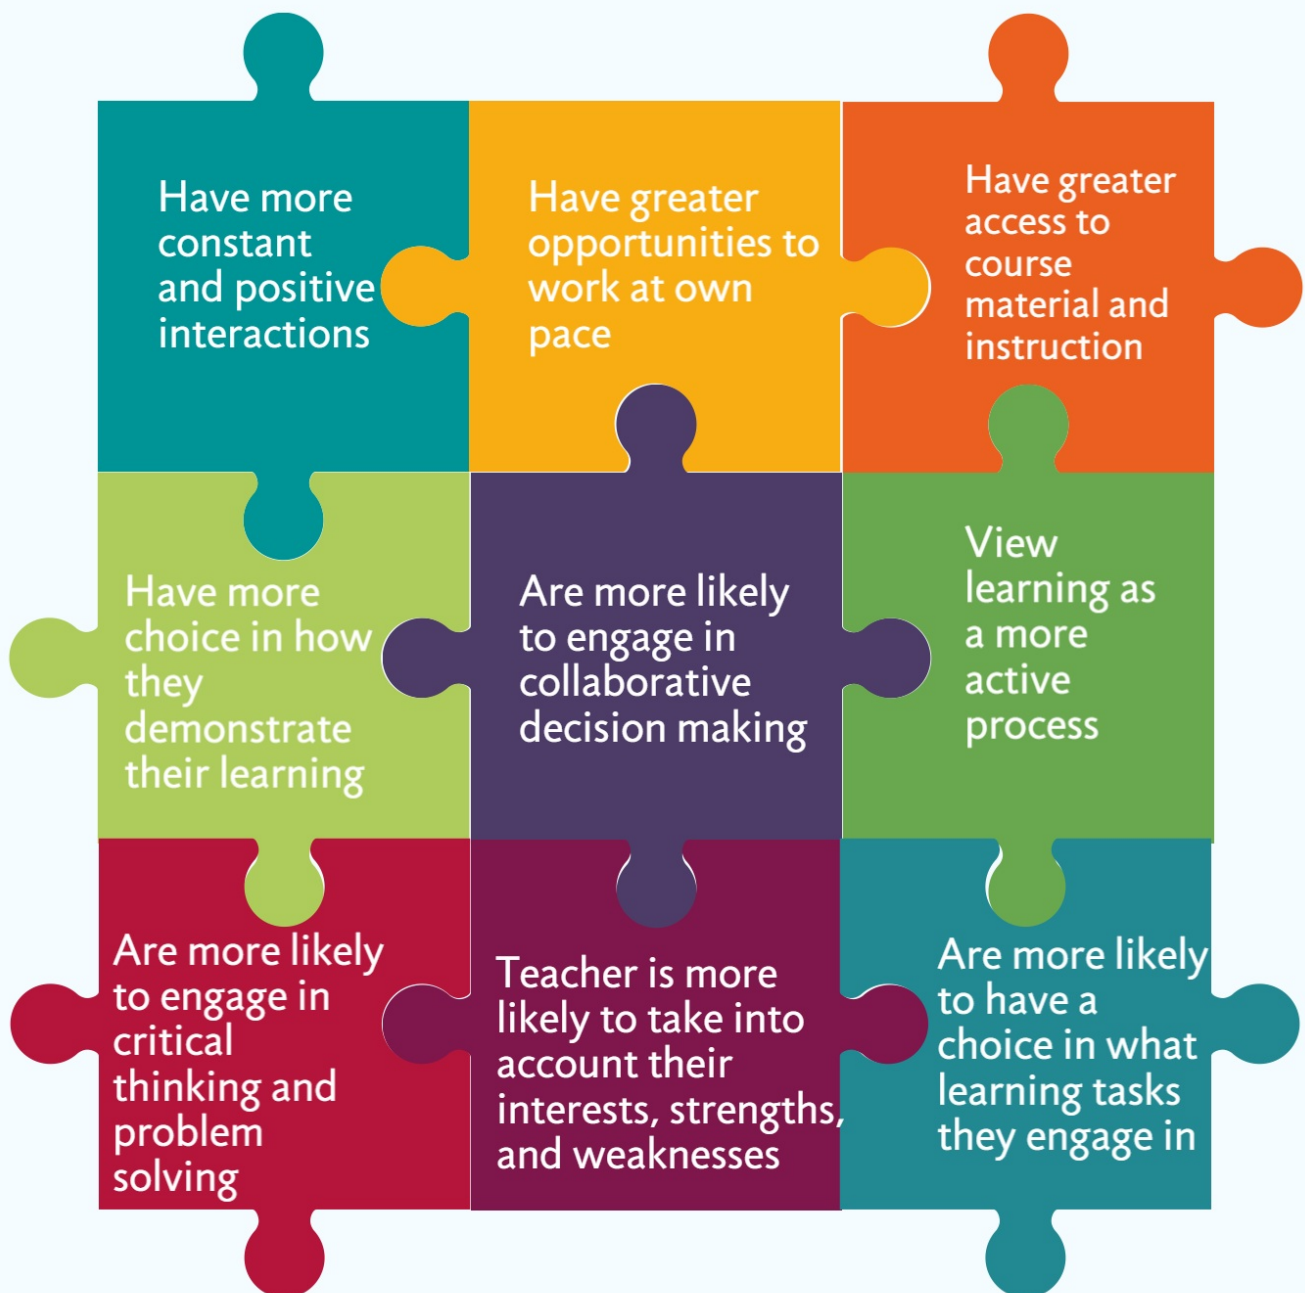 Have more
constant
and positive
interactions
Have greater
opportunities to
work at own
pace
Have greater
access to
course
material and
instruction
Have more
choice in how
they
demonstrate
their learning
Are more likely
to engage in
collaborative
decision making
View
learning as
a more
active
process
Are more likely
to engage in
critical
thinking and
problem
solving
Teacher is more
likely to take into
account their
interests, strengths,
and weaknesses
Are more likely
to have a
choice in what
learning tasks
they engage in